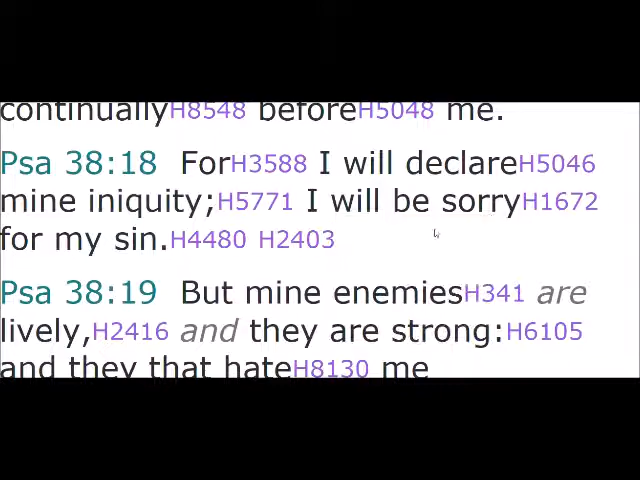 continuallyH8548 beforeH5048 me.
Psa 38:18 ForH3588 I will declareH5046
mine iniquity;H5771 I will be sorryH1672
for my sin.H4480 H2403
Psa 38:19 But mine enemiesH341 are
lively,H2416 and they are strong:H6105
and they that hateH8130 me